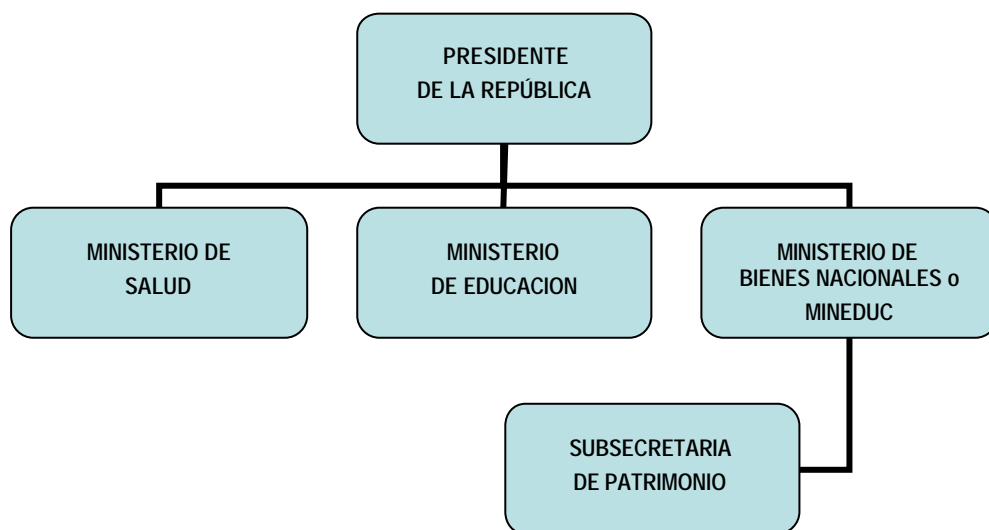 PRESIDENTE
DE LA REPÚBLICA
MINISTERIO DE
SALUD
MINISTERIO
DE EDUCACION
MINISTERIO DE
BIENES NACIONALES o
MINEDUC
SUBSECRETARIA
DE PATRIMONIO